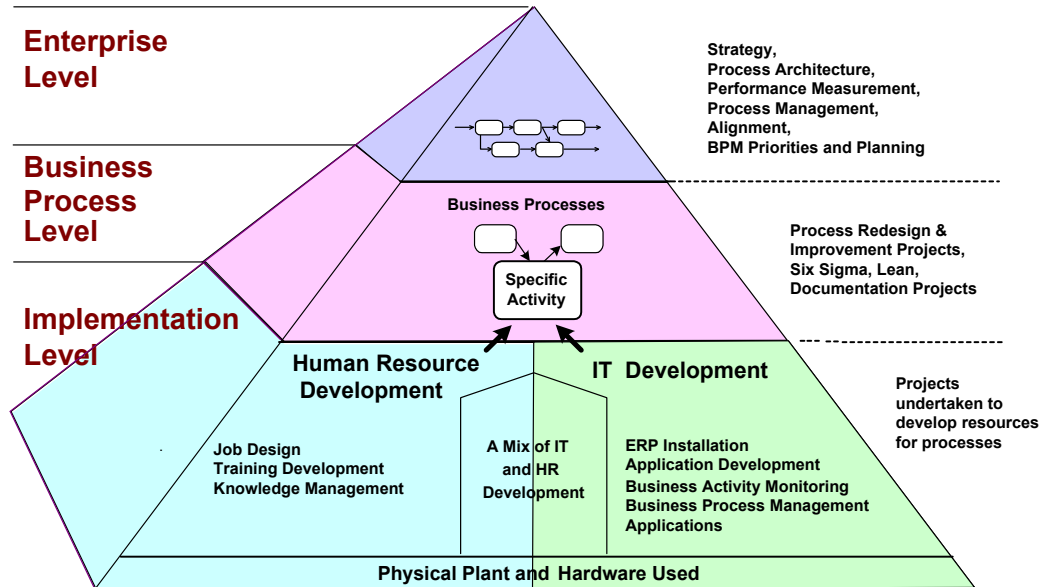 Enterprise
Level
Strategy,
Process Architecture,
Performance Measurement,
Process Management,
Alignment,
BPM Priorities and Planning
Business
Process
Level
Business Processes
Specific
Activity
Process Redesign &
Improvement Projects,
Six Sigma, Lean,
Documentation Projects
Implementation
Level
Human Resource
Development
IT Development
Projects
undertaken to
develop resources
for processes
Job Design
Training Development
Knowledge Management
A Mix of IT
and HR
Development
ERP Installation
Application Development
Business Activity Monitoring
Business Process Management
Applications
Physical Plant and Hardware Used